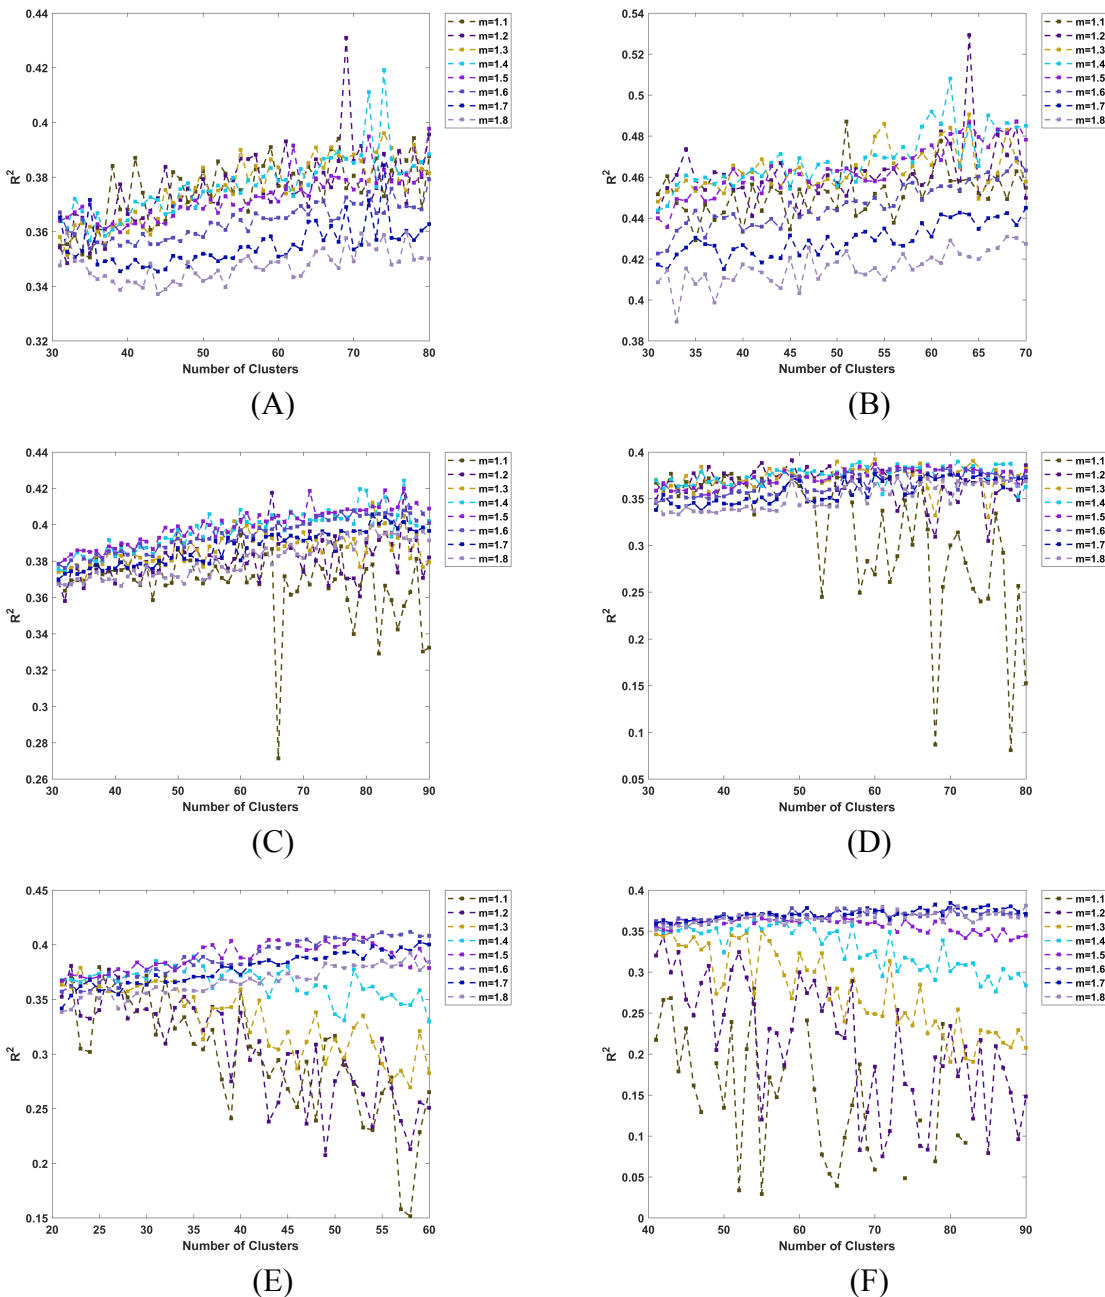 0.44
0.42
0.4
0.38
0.36
0.34
0.32
R²
30 40 50 60 70 80
Number of Clusters
m=1.1
m=1.2
m=1.3
m=1.4
m=1.5
m=1.6
m=1.7
m=1.8
(A)
0.54
0.52
0.5
0.48
0.46
0.44
0.42
0.4
0.38
R²
30 35 40 45 50 55 60 65 70
Number of Clusters
m=1.1
m=1.2
m=1.3
m=1.4
m=1.5
m=1.6
m=1.7
m=1.8
(B)
0.44
0.42
0.4
0.38
0.36
0.34
0.32
0.3
0.28
0.26
R²
30 40 50 60 70 80 90
Number of Clusters
m=1.1
m=1.2
m=1.3
m=1.4
m=1.5
m=1.6
m=1.7
m=1.8
(C)
0.4
0.35
0.3
0.25
0.2
0.15
0.1
0.05
R²
30 40 50 60 70 80
Number of Clusters
m=1.1
m=1.2
m=1.3
m=1.4
m=1.5
m=1.6
m=1.7
m=1.8
(D)
0.45
0.4
0.35
0.3
0.25
0.2
0.15
R²
20 25 30 35 40 45 50 55 60
Number of Clusters
m=1.1
m=1.2
m=1.3
m=1.4
m=1.5
m=1.6
m=1.7
m=1.8
(E)
0.4
0.35
0.3
0.25
0.2
0.15
0.1
0.05
0
R²
40 50 60 70 80 90
Number of Clusters
m=1.1
m=1.2
m=1.3
m=1.4
m=1.5
m=1.6
m=1.7
m=1.8
(F)